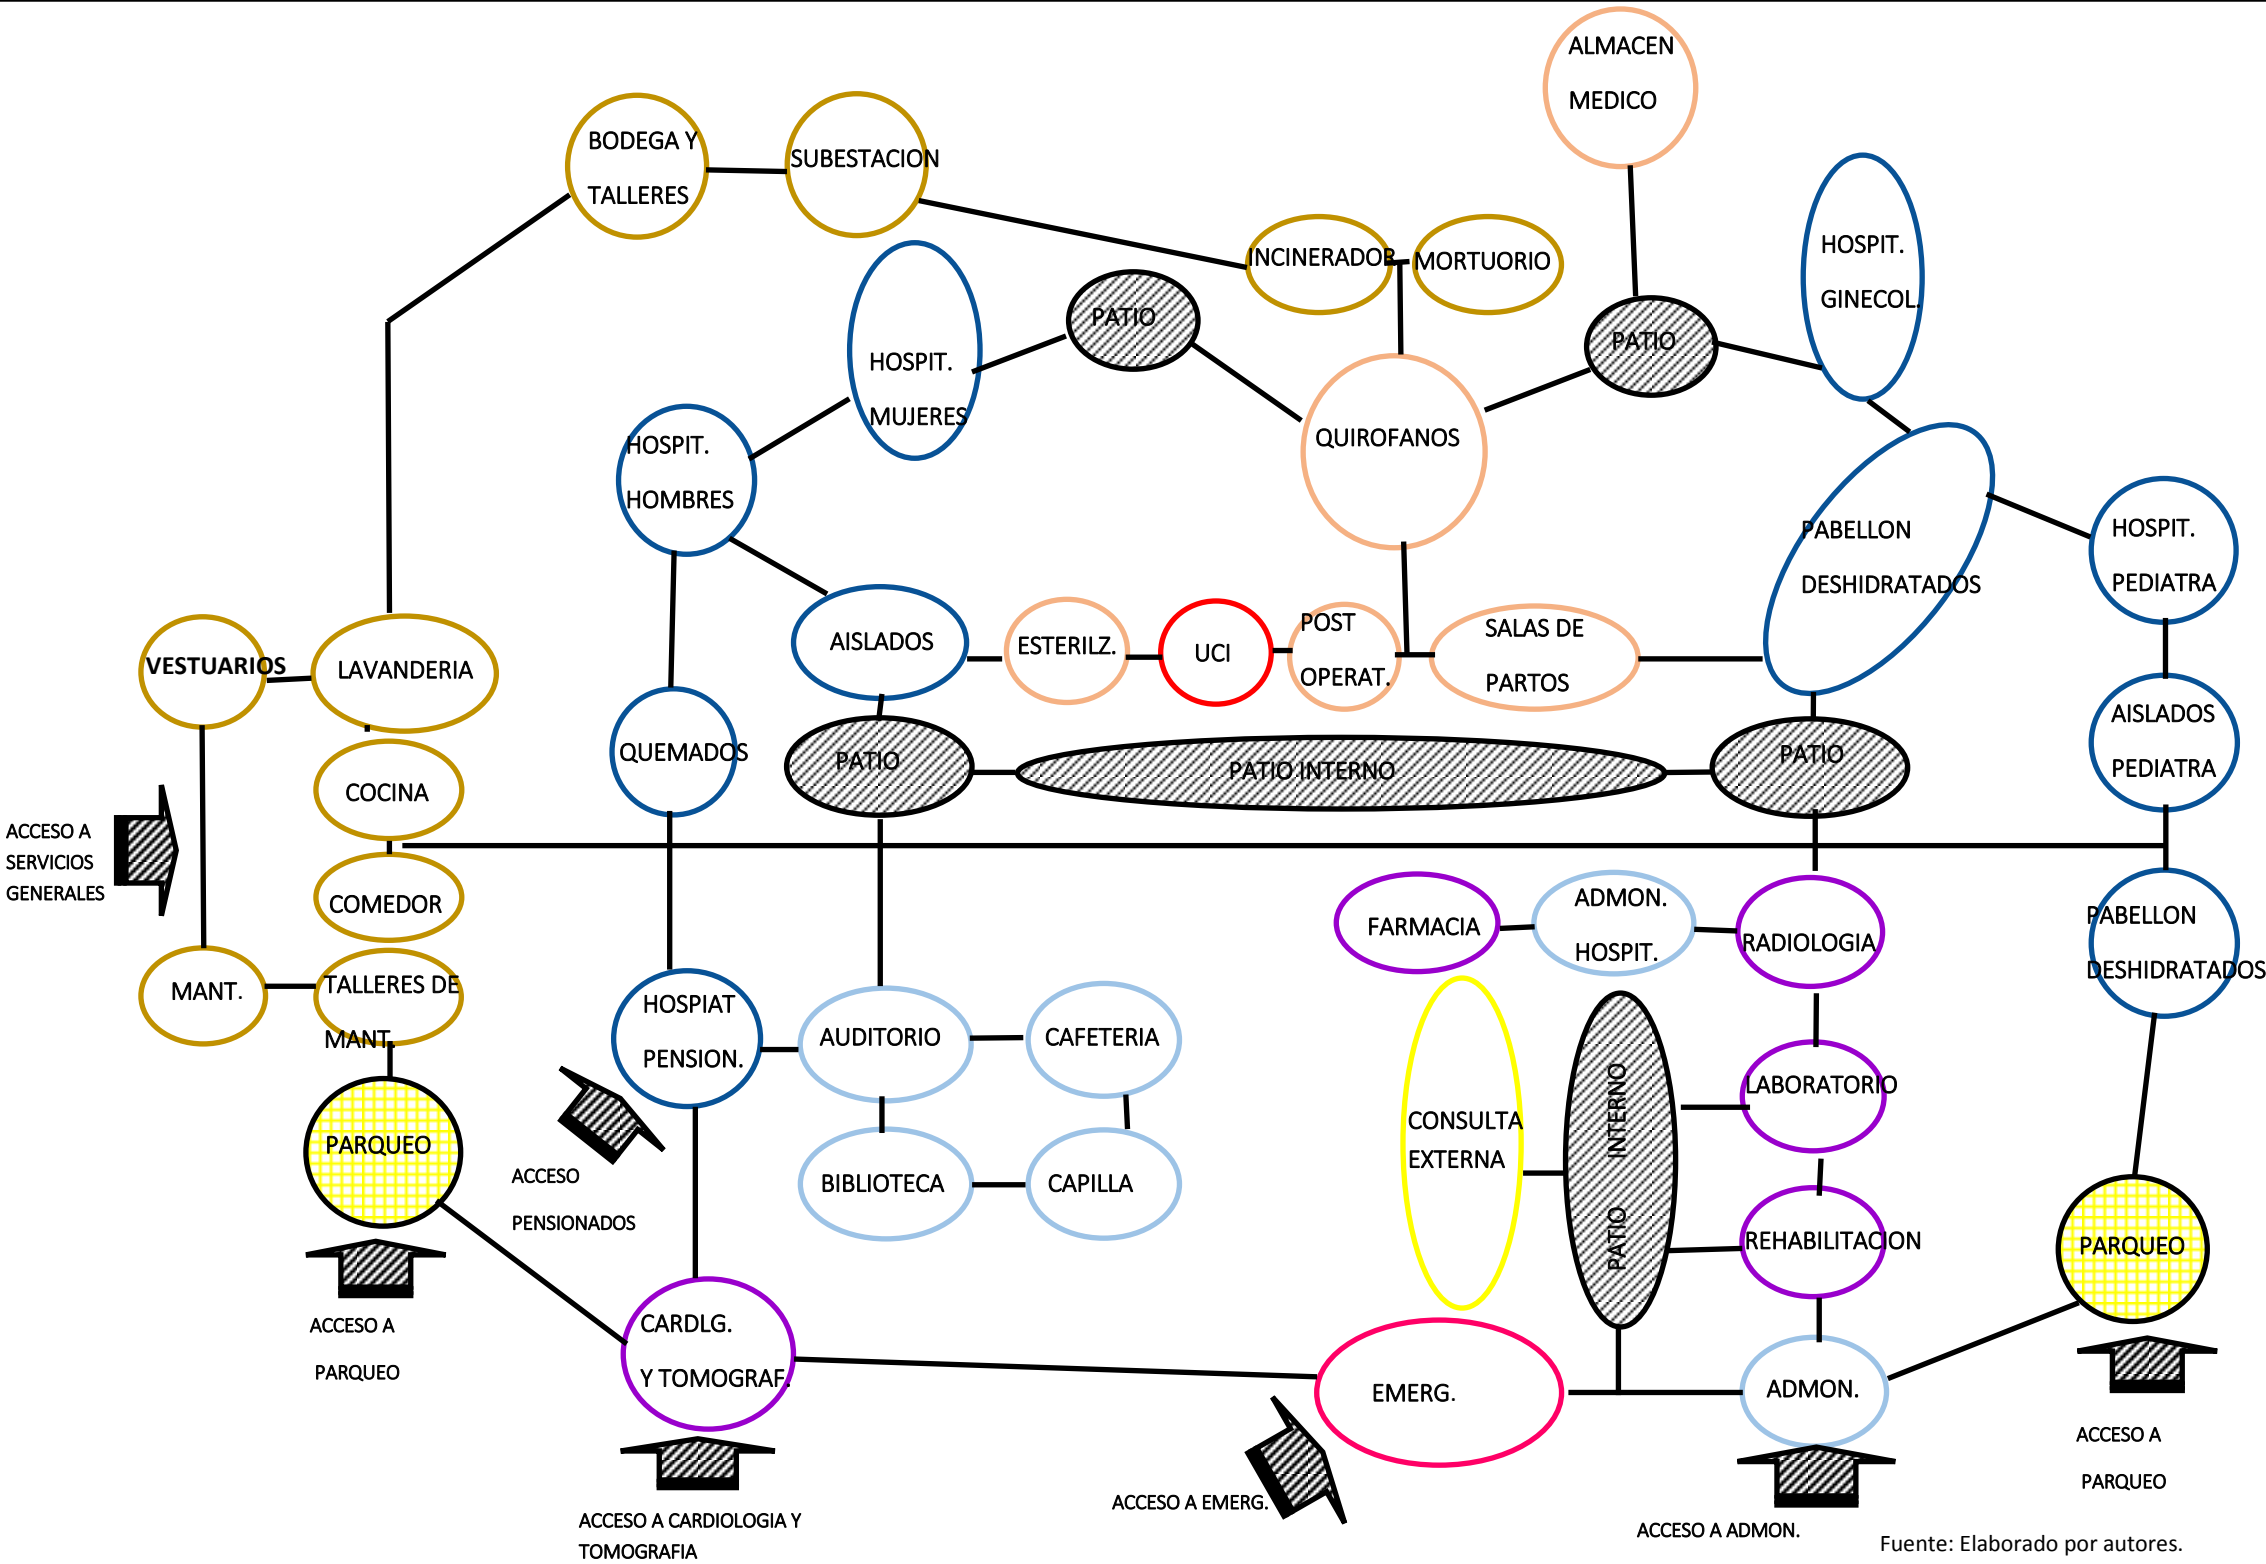 ALMACEN
MEDICO
BODEGA Y
TALLERES
SUBESTACION
INCINERADOR
MORTUORIO
HOSPIT.
GINECOL.
PATIO
PATIO
HOSPIT.
MUJERES
HOSPIT.
HOMBRES
QUIROFANOS
PABELLON
DESHIDRATADOS
HOSPIT.
PEDIATRA
VESTUARIOS
LAVANDERIA
AISLADOS
ESTERILZ.
UCI
POST
OPERAT.
SALAS DE
PARTOS
AISLADOS
PEDIATRA
QUEMADOS
PATIO
PATIO INTERNO
PATIO
COCINA
ACCESO A
SERVICIOS
GENERALES
COMEDOR
FARMACIA
ADMON.
HOSPIT.
RADIOLOGIA
PABELLON
DESHIDRATADOS
MANT.
TALLERES DE
MANT.
HOSPIAT
PENSION.
AUDITORIO
CAFETERIA
CONSULTA
EXTERNA
PATIO INTERNO
LABORATORIO
PARQUEO
ACCESO
PENSIONADOS
BIBLIOTECA
CAPILLA
REHABILITACION
PARQUEO
ACCESO A
PARQUEO
CARDLG.
Y TOMOGRAF.
EMERG.
ADMON.
ACCESO A
PARQUEO
ACCESO A CARDIOLOGIA Y
TOMOGRAFIA
ACCESO A EMERG.
ACCESO A ADMON.
Fuente: Elaborado por autores.